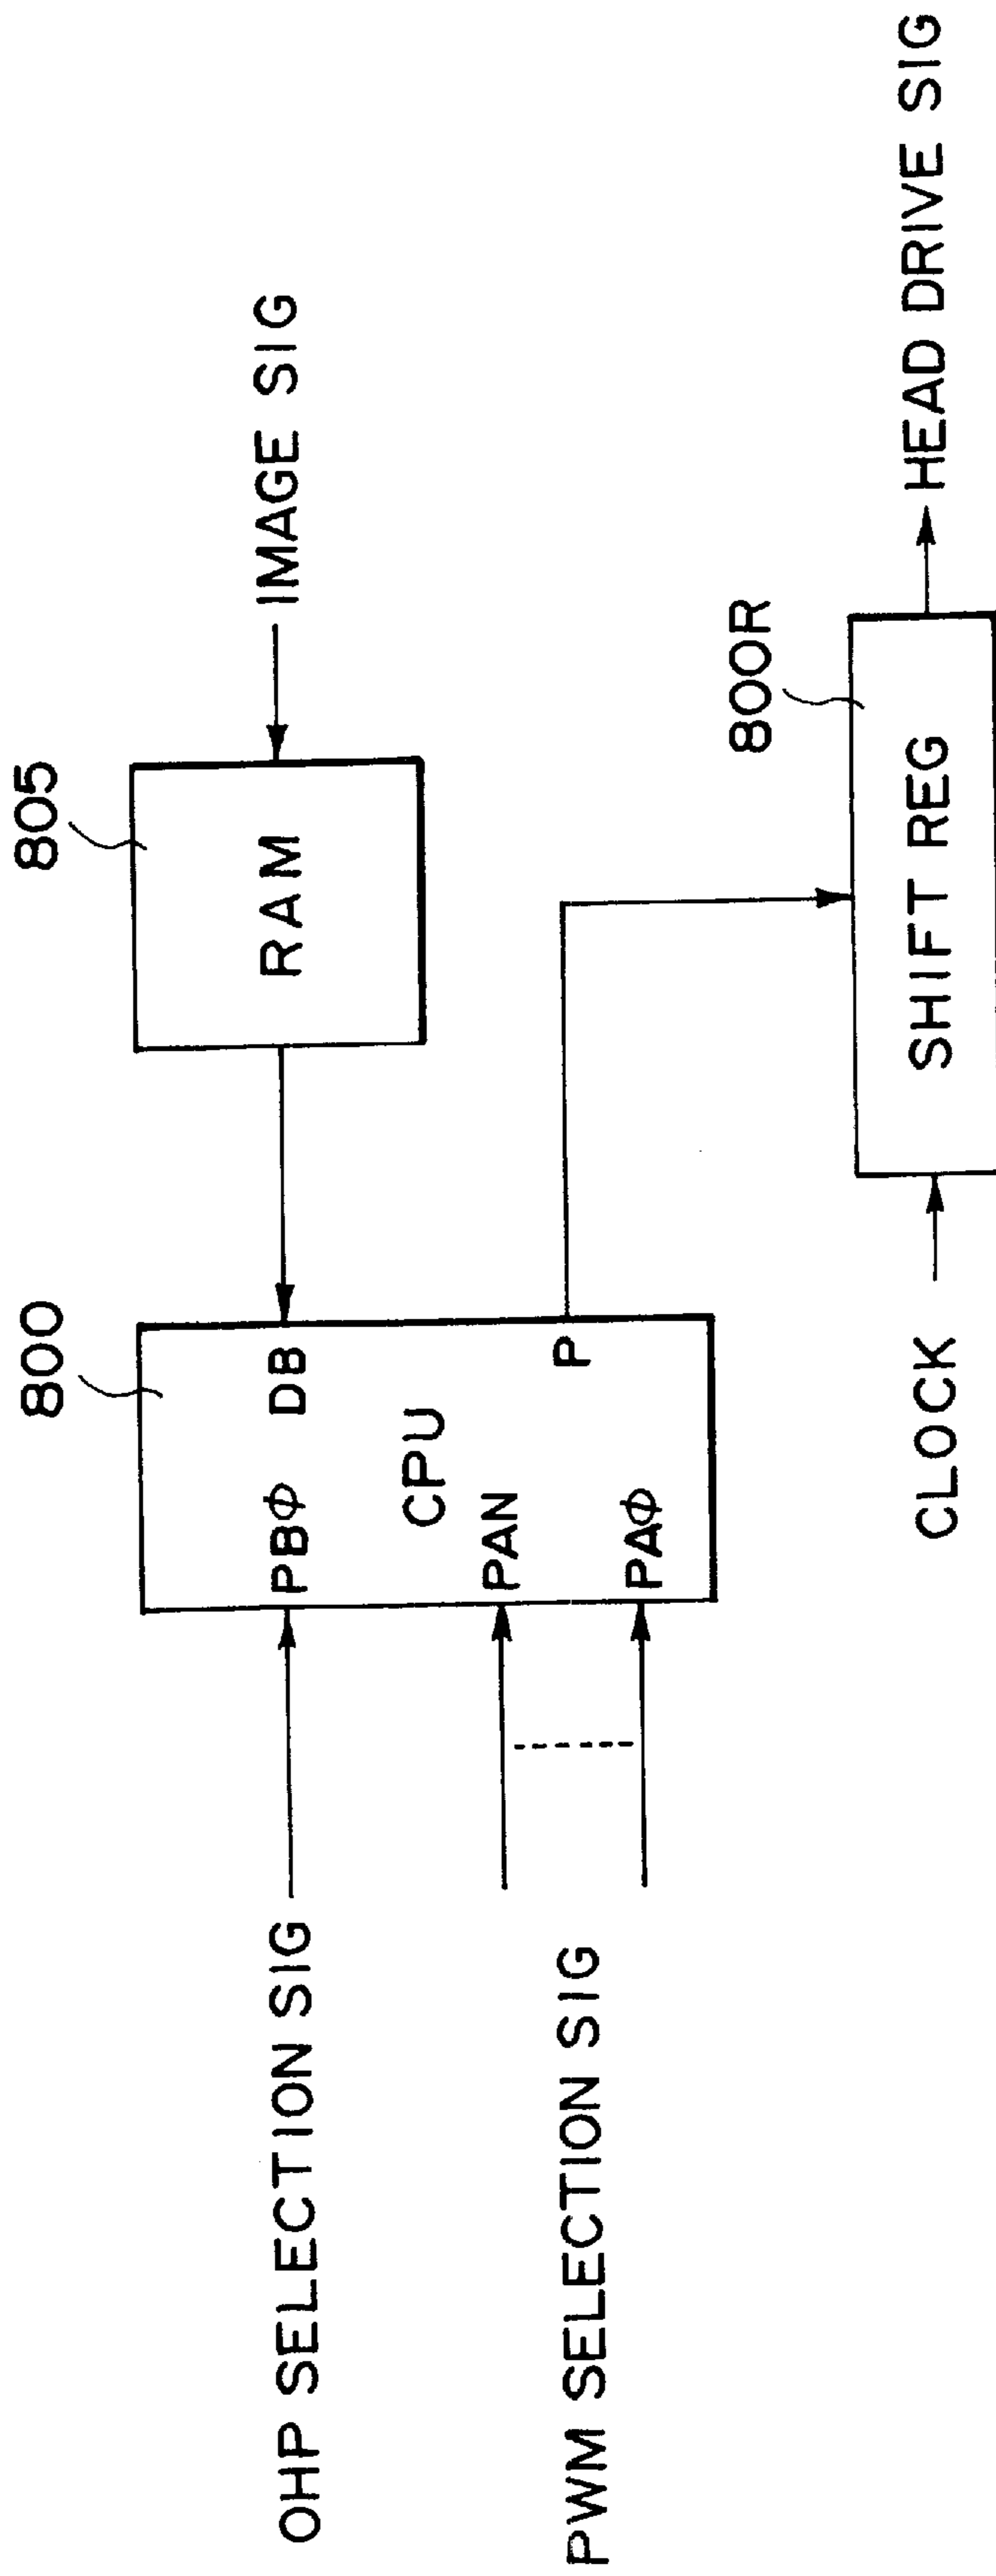 805
IMAGE SIG
RAM
800
OHP SELECTION SIG
PBΦ
DB
CPU
PAN
P
PWM SELECTION SIG
PAΦ
800R
CLOCK
SHIFT REG
HEAD DRIVE SIG